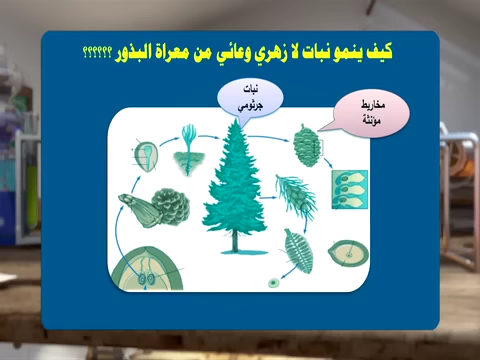 كيف ينمو نبات لا زهري وعائي من معراة البذور ؟؟؟؟؟؟
نبات
جرثومي
مخاريط
مؤنثة